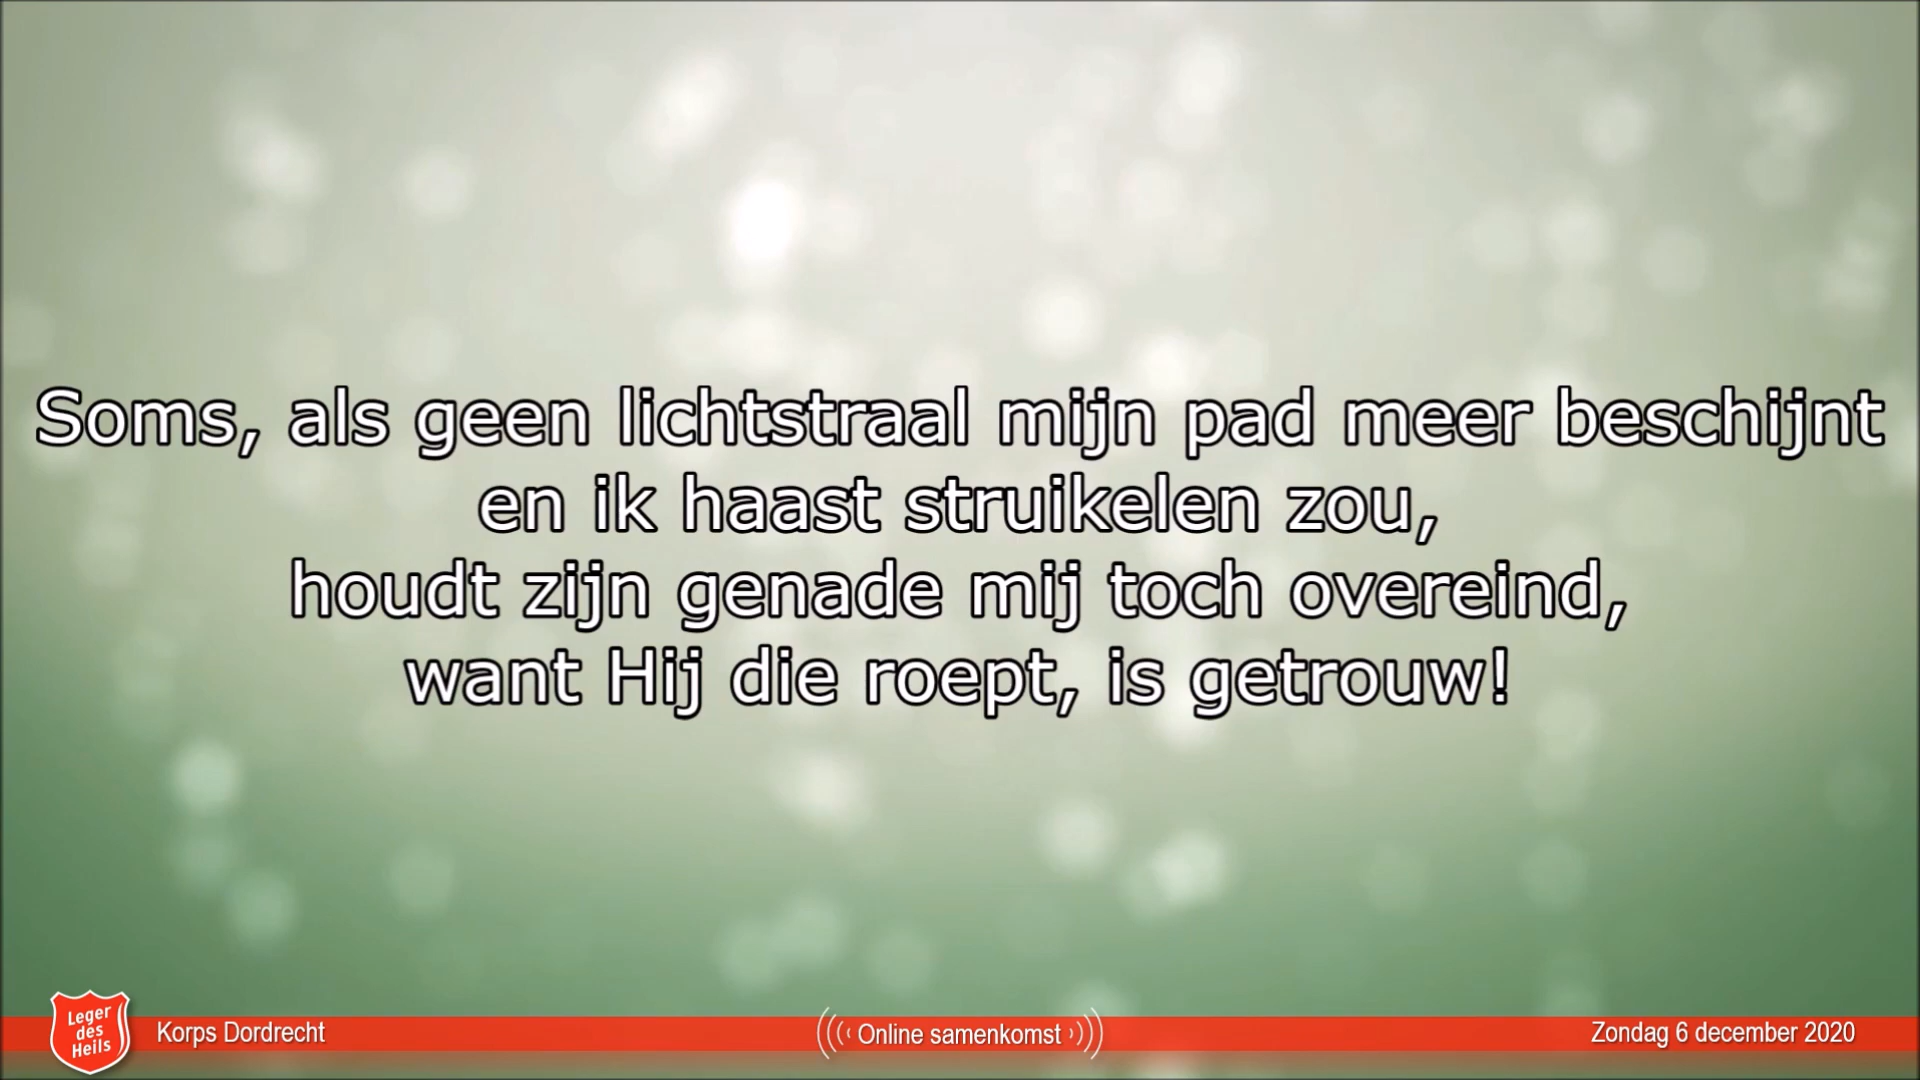 Soms, als geen lichtstraal mijn pad meer beschijnt
en ik haast struikelen zou,
houdt zijn genade mij toch overeind,
want Hij die roept, is getrouw!
Leger
des
Heils
Korps Dordrecht
Online samenkomst
Zondag 6 december 2020